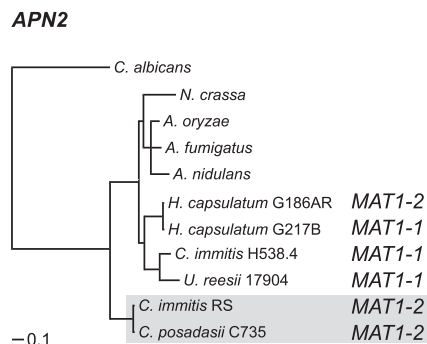 APN2
C. albicans
N. crassa
A. oryzae
A. fumigatus
A. nidulans
H. capsulatum G186AR MAT1-2
H. capsulatum G217B MAT1-1
C. immitis H538.4 MAT1-1
U. reesii 17904 MAT1-1
C. immitis RS MAT1-2
C. posadasii C735 MAT1-2
0.1